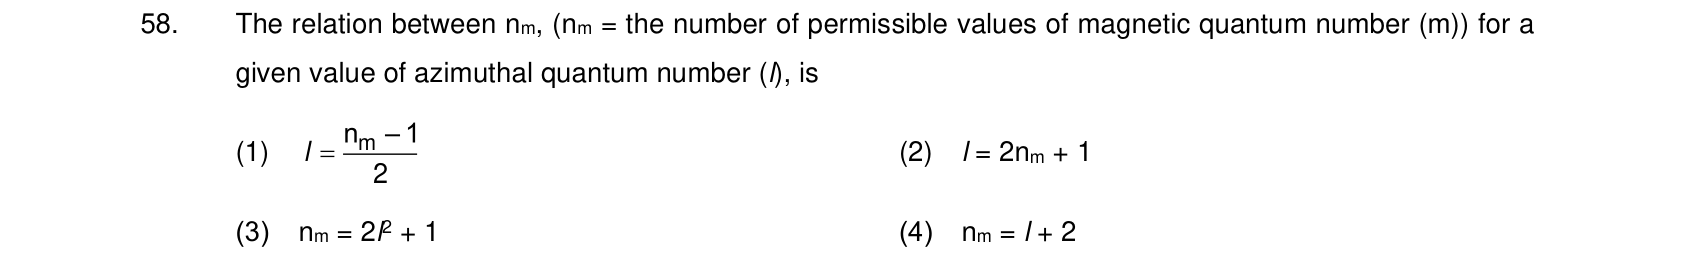 58. The relation between nm, (nm = the number of permissible values of magnetic quantum number (m)) for a
given value of azimuthal quantum number (l), is
(1) l = (nm – 1)/2 (2) l = 2nm + 1
(3) nm = 2l² + 1 (4) nm = l + 2